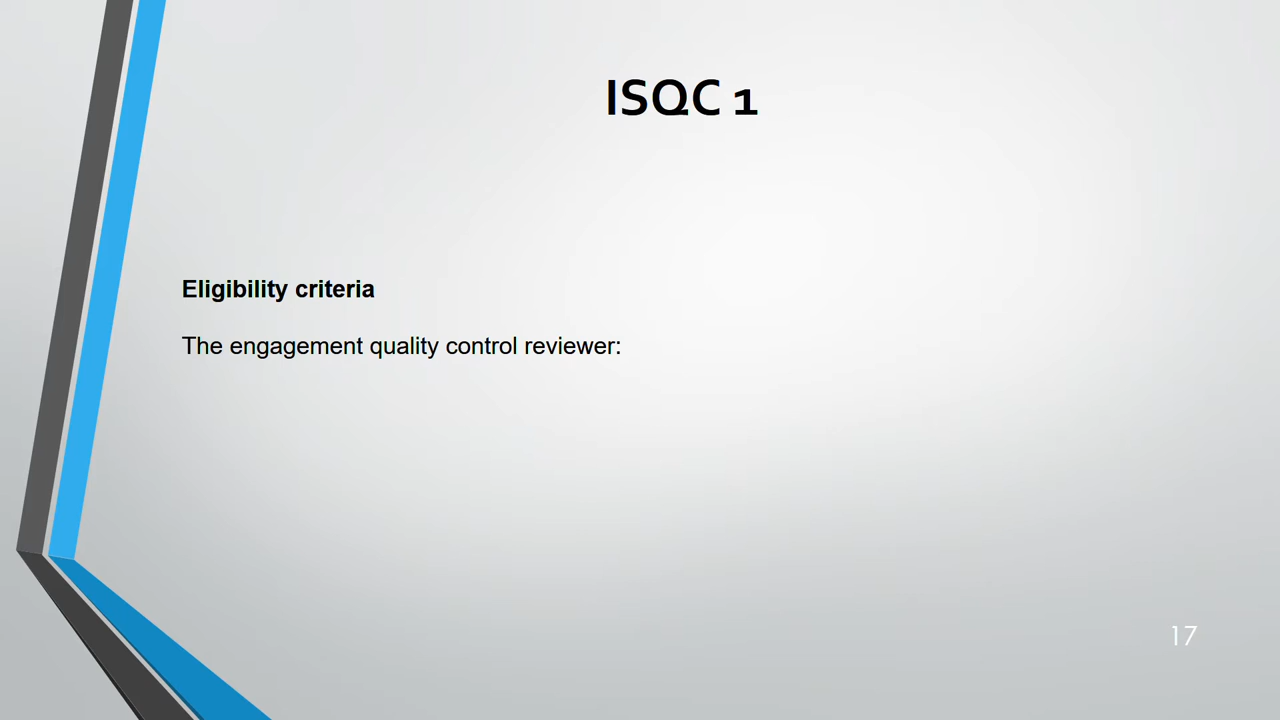 ISQC 1
Eligibility criteria
The engagement quality control reviewer:
17